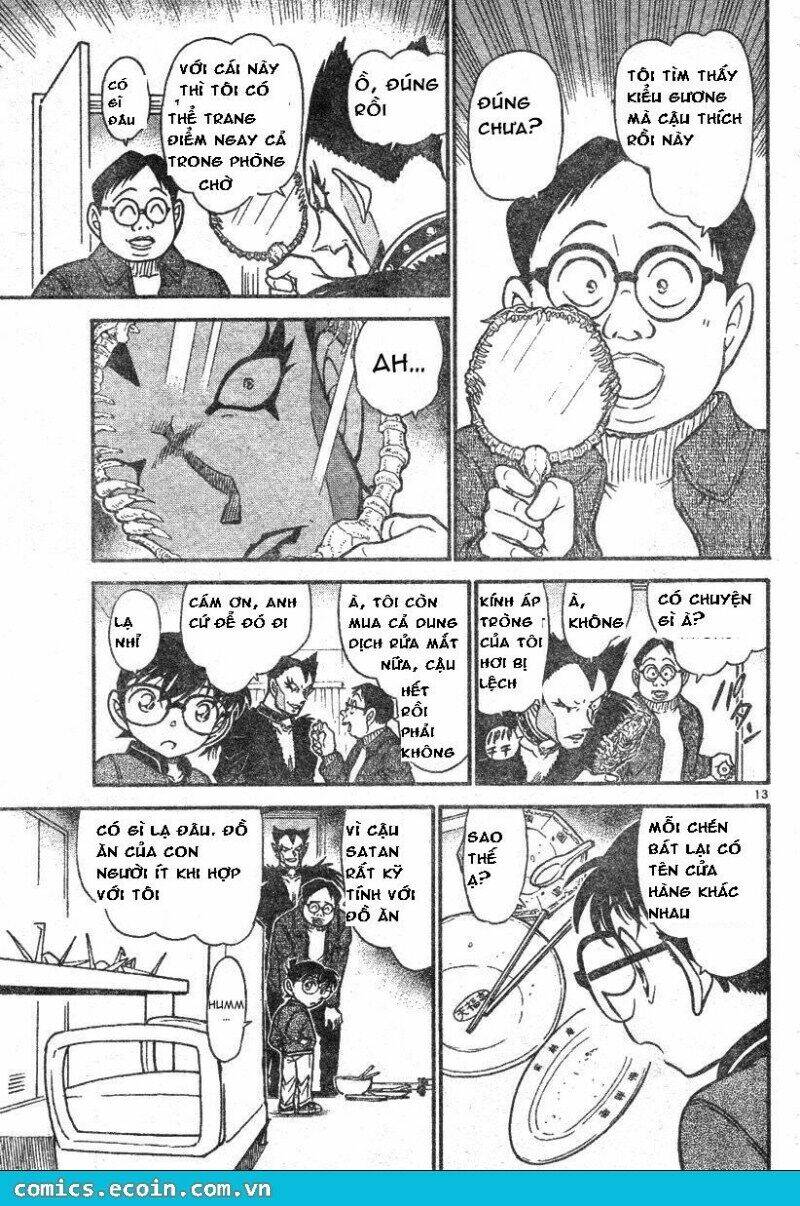 TÔI TÌM THẤY
KIỂU GƯƠNG
MÀ CẬU THÍCH
RỒI NÀY
ĐÚNG
CHƯA?
Ồ, ĐÚNG
RỒI
VỚI CÁI NÀY
THÌ TÔI CÓ
THỂ TRANG
ĐIỂM NGAY CẢ
TRONG PHÒNG
CHỜ
CÓ
GÌ
ĐÂU
AH...
CÓ CHUYỆN
GÌ À?
À,
KHÔNG
KÍNH ÁP
TRÒNG
CỦA TÔI
HƠI BỊ
LỆCH
À, TÔI CÒN
MUA CẢ DUNG
DỊCH RỬA MẮT
NỮA, CẬU
HẾT
RỒI
PHẢI
KHÔNG
CÁM ƠN, ANH
CỨ ĐỂ ĐÓ ĐI
LẠ
NHỈ
13
MỖI CHÉN
BÁT LẠI CÓ
TÊN CỬA
HÀNG KHÁC
NHAU
SAO
THẾ
Ạ?
VÌ CẬU
SATAN
RẤT KỸ
TÍNH VỚI
ĐỒ ĂN
CÓ GÌ LẠ ĐÂU. ĐỒ
ĂN CỦA CON
NGƯỜI ÍT KHI HỢP
VỚI TÔI
HUMM
...
comics.ecoin.com.vn